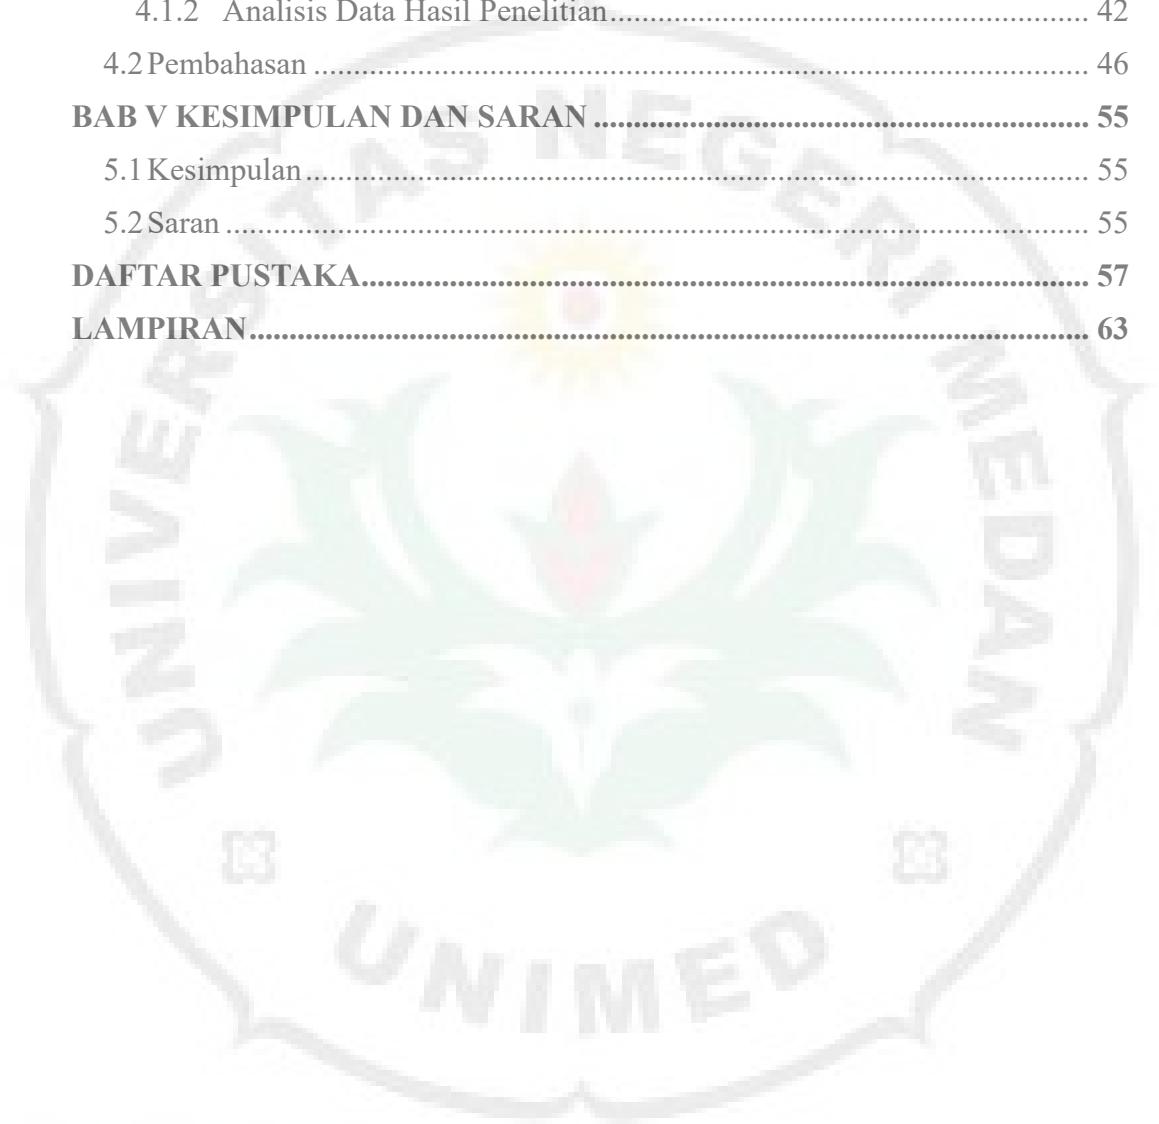 4.1.2 Analisis Data Hasil Penelitian............................................................ 42
4.2 Pembahasan ................................................................................................ 46
BAB V KESIMPULAN DAN SARAN ............................................................. 55
5.1 Kesimpulan................................................................................................. 55
5.2 Saran ........................................................................................................... 55
DAFTAR PUSTAKA.......................................................................................... 57
LAMPIRAN........................................................................................................ 63
UNIVERSITAS NEGERI MEDAN
UNIMED